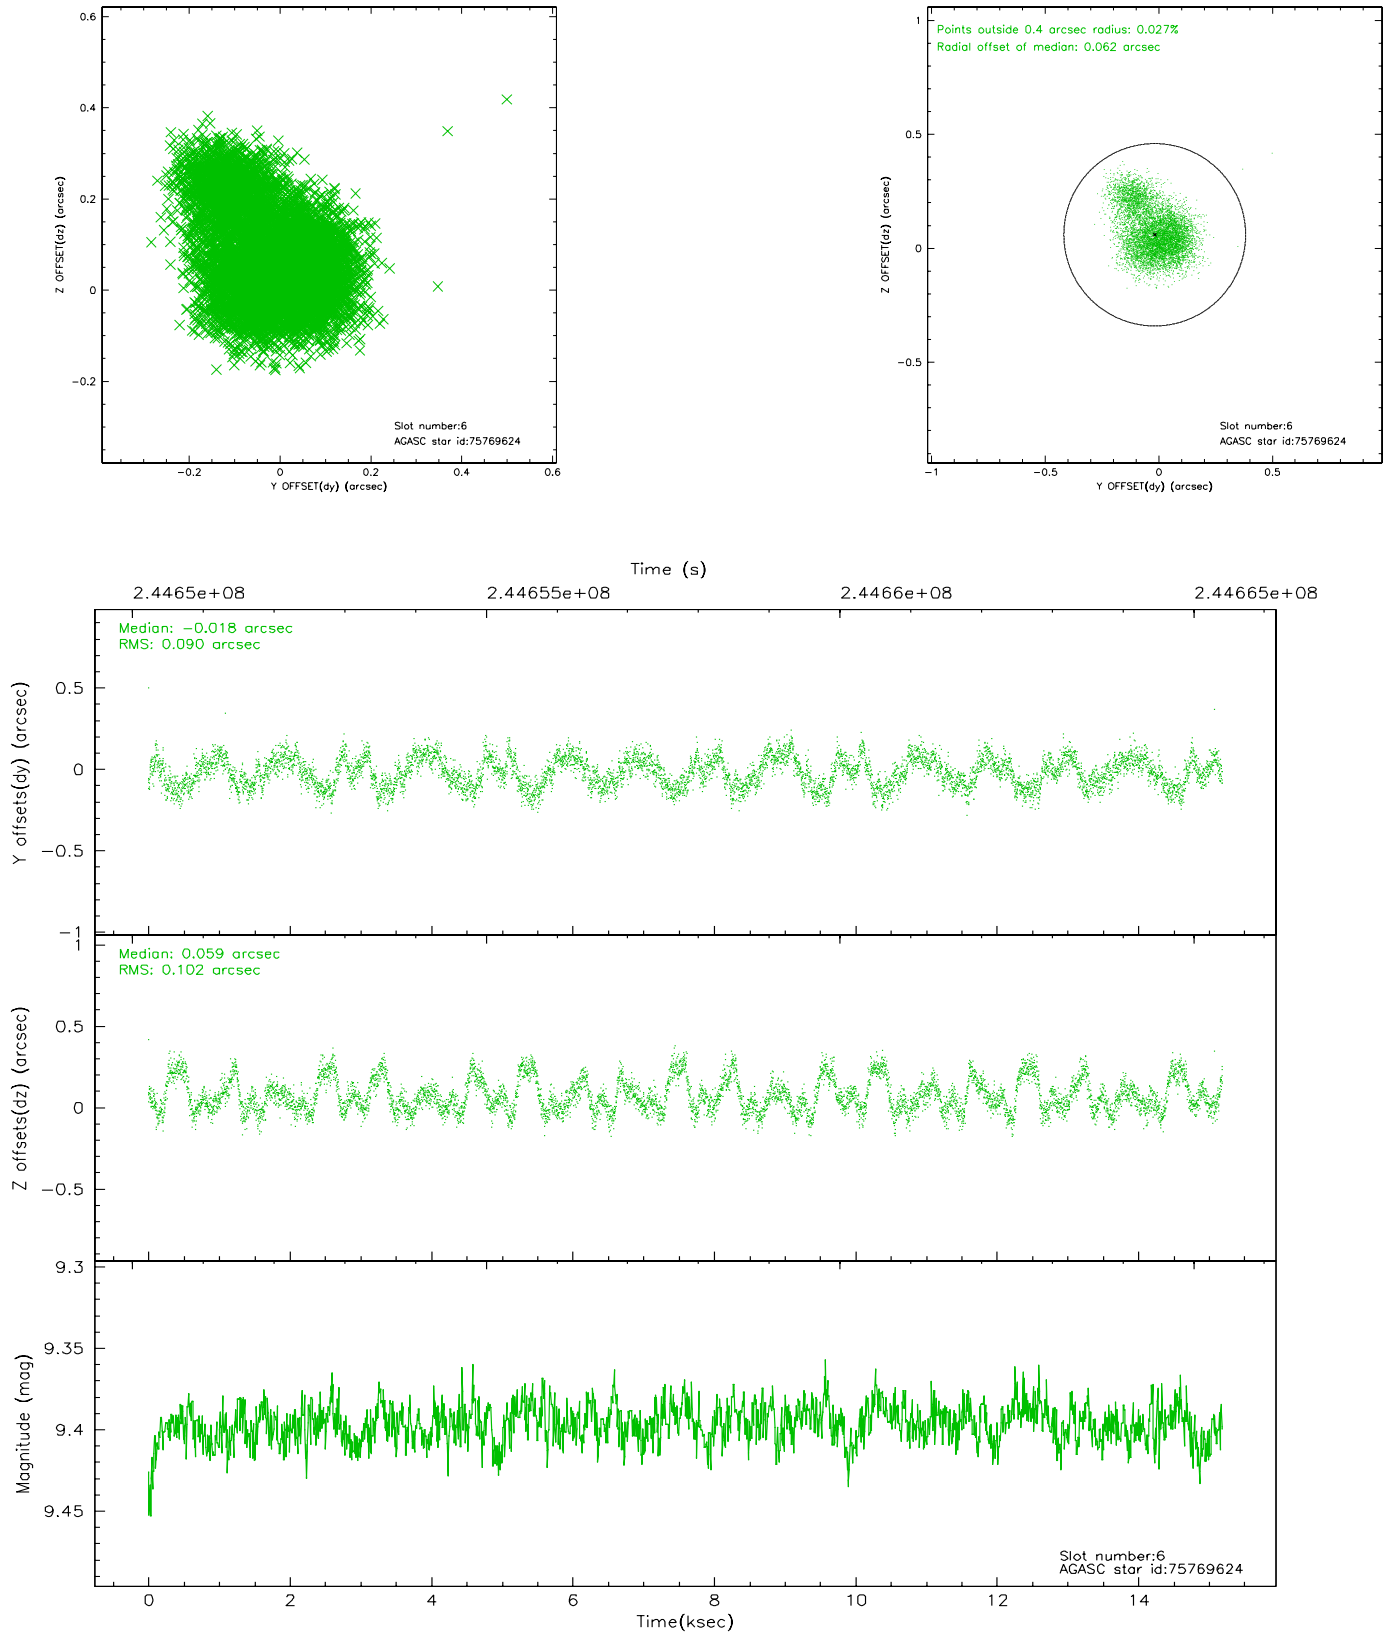 0.6
0.4
0.2
0
−0.2
Z OFFSET(dz) (arcsec)
Slot number:6
AGASC star id:75769624
−0.2 0 0.2 0.4 0.6
Y OFFSET(dy) (arcsec)
Points outside 0.4 arcsec radius: 0.027%
Radial offset of median: 0.062 arcsec
1
0.5
0
−0.5
Z OFFSET(dz) (arcsec)
Slot number:6
AGASC star id:75769624
−1 −0.5 0 0.5
Y OFFSET(dy) (arcsec)
Time (s)
2.4465e+08 2.44655e+08 2.4466e+08 2.44665e+08
Median: −0.018 arcsec
RMS: 0.090 arcsec
0.5
0
−0.5
−1
Y offsets(dy) (arcsec)
Median: 0.059 arcsec
RMS: 0.102 arcsec
1
0.5
0
−0.5
Z offsets(dz) (arcsec)
9.3
9.35
9.4
9.45
Magnitude (mag)
Slot number:6
AGASC star id:75769624
0 2 4 6 8 10 12 14
Time(ksec)